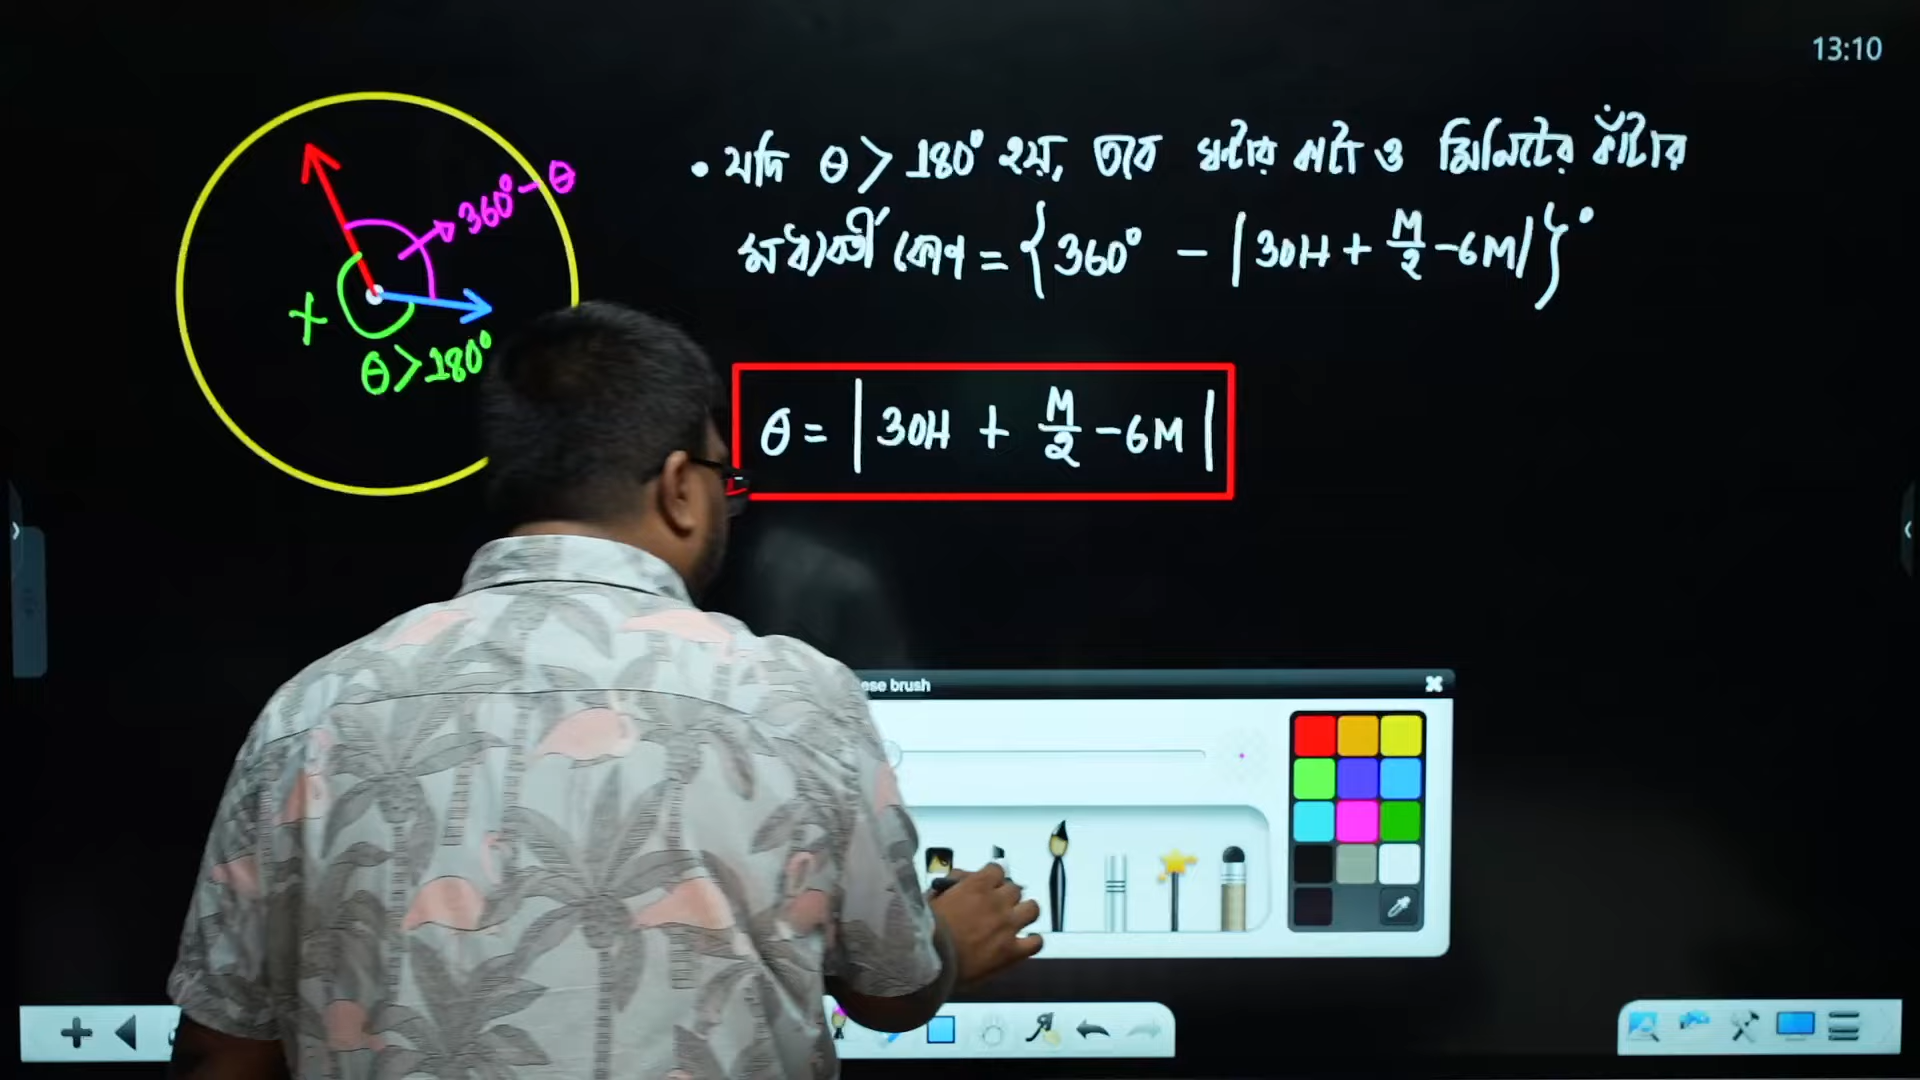 13:10
360° - θ
θ > 180°
• যদি θ > 180° হয়, তবে ঘন্টার কাটা ও মিনিটের কাঁটার
মধ্যবর্তী কোণ = {360° - |30H + M/2 - 6M|}°
θ = |30H + M/2 - 6M|
ese brush